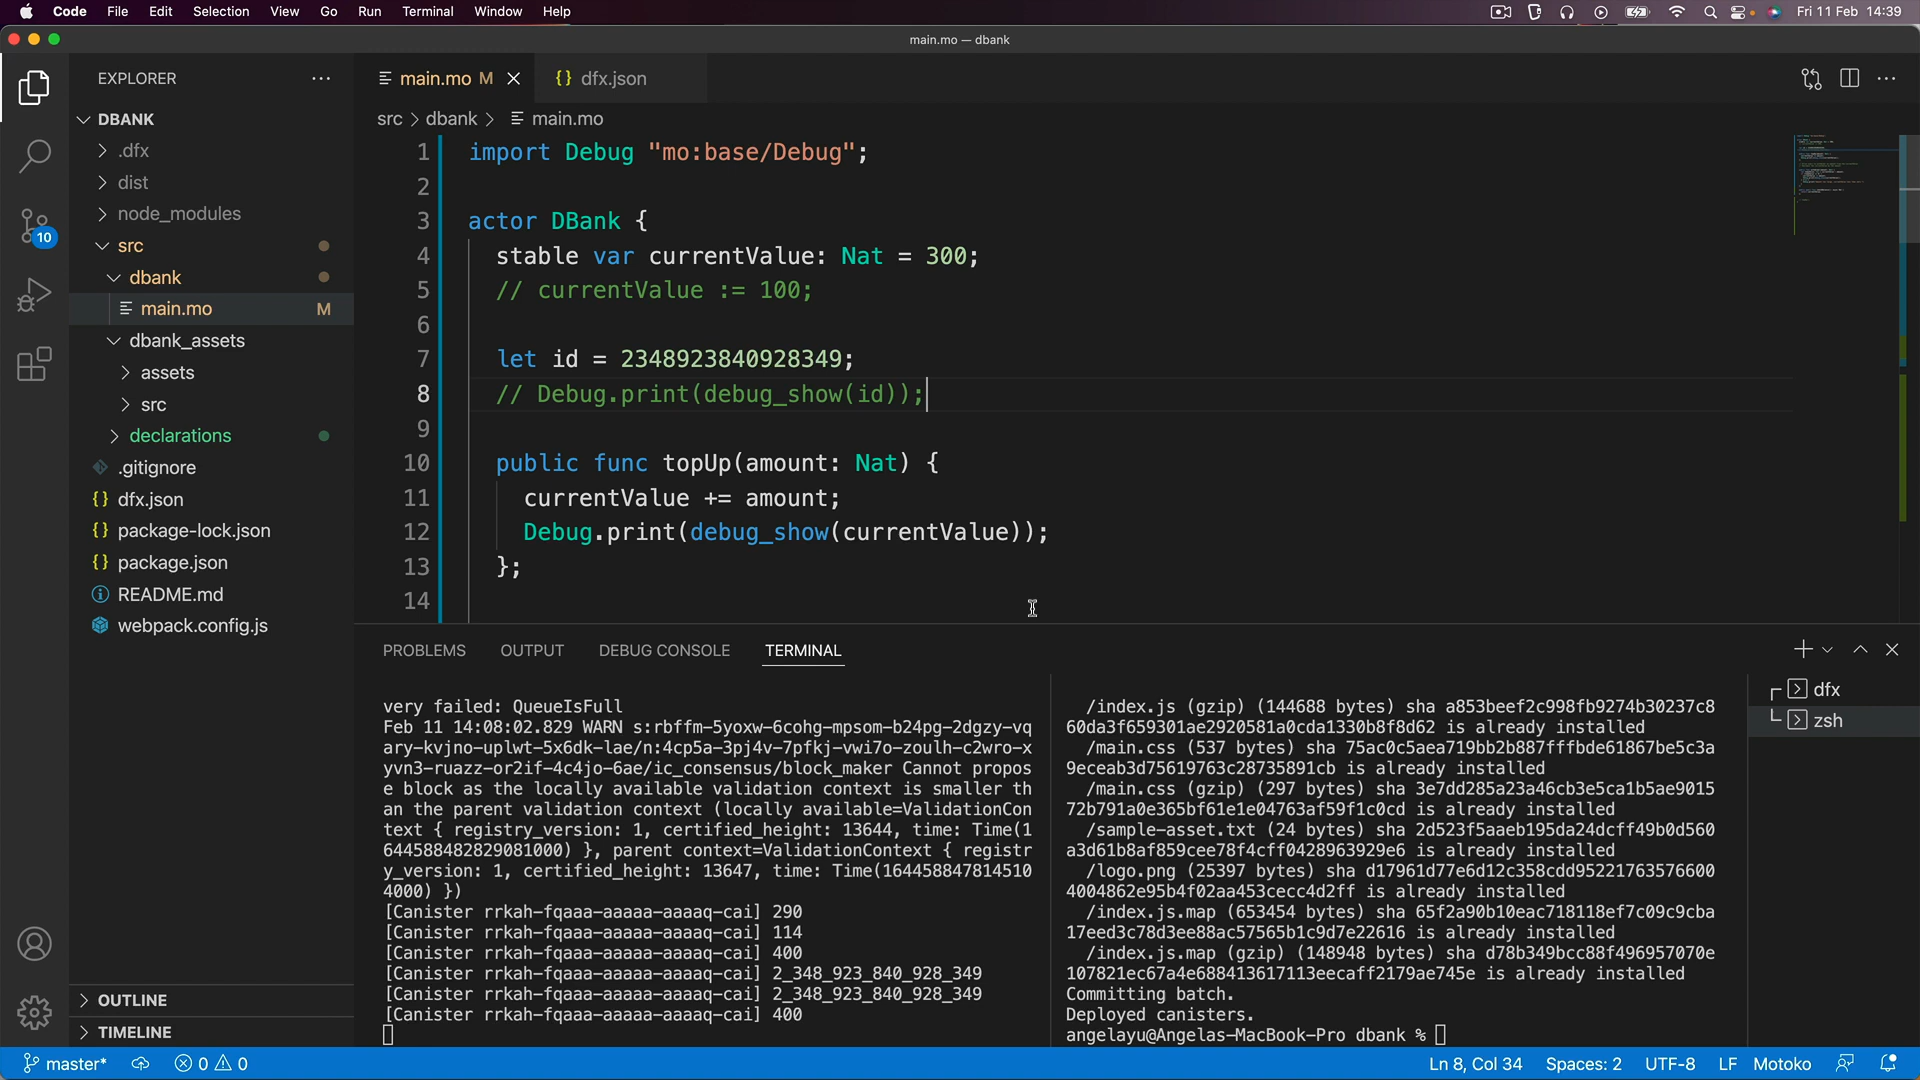 Code File Edit Selection View Go Run Terminal Window Help Fri 11 Feb 14:39
main.mo — dbank
EXPLORER
main.mo M
dfx.json
src > dbank > main.mo
DBANK
.dfx
dist
node_modules
src
dbank
main.mo M
dbank_assets
assets
src
declarations
.gitignore
dfx.json
package-lock.json
package.json
README.md
webpack.config.js
OUTLINE
TIMELINE
10
1 import Debug "mo:base/Debug";
2
3 actor DBank {
4 stable var currentValue: Nat = 300;
5 // currentValue := 100;
6
7 let id = 2348923840928349;
8 // Debug.print(debug_show(id));
9
10 public func topUp(amount: Nat) {
11 currentValue += amount;
12 Debug.print(debug_show(currentValue));
13 };
14
PROBLEMS OUTPUT DEBUG CONSOLE TERMINAL
very failed: QueueIsFull
Feb 11 14:08:02.829 WARN s:rbffm-5yoxw-6cohg-mpsom-b24pg-2dgzy-vq
ary-kvjno-uplwt-5x6dk-lae/n:4cp5a-3pj4v-7pfkj-vwi7o-zoulh-c2wro-x
yvn3-ruazz-or2if-4c4jo-6ae/ic_consensus/block_maker Cannot propos
e block as the locally available validation context is smaller th
an the parent validation context (locally available=ValidationCon
text { registry_version: 1, certified_height: 13644, time: Time(1
644588482829081000) }, parent context=ValidationContext { registr
y_version: 1, certified_height: 13647, time: Time(164458847814510
4000) })
[Canister rrkah-fqaaa-aaaaa-aaaaq-cai] 290
[Canister rrkah-fqaaa-aaaaa-aaaaq-cai] 114
[Canister rrkah-fqaaa-aaaaa-aaaaq-cai] 400
[Canister rrkah-fqaaa-aaaaa-aaaaq-cai] 2_348_923_840_928_349
[Canister rrkah-fqaaa-aaaaa-aaaaq-cai] 2_348_923_840_928_349
[Canister rrkah-fqaaa-aaaaa-aaaaq-cai] 400
/index.js (gzip) (144688 bytes) sha a853beef2c998fb9274b30237c8
60da3f659301ae2920581a0cda1330b8f8d62 is already installed
/main.css (537 bytes) sha 75ac0c5aea719bb2b887fffbde61867be5c3a
9eceab3d75619763c28735891cb is already installed
/main.css (gzip) (297 bytes) sha 3e7dd285a23a46cb3e5ca1b5ae9015
72b791a0e365bf61e1e04763af59f1c0cd is already installed
/sample-asset.txt (24 bytes) sha 2d523f5aaeb195da24dcff49b0d560
a3d61b8af859cee78f4cff0428963929e6 is already installed
/logo.png (25397 bytes) sha d17961d77e6d12c358cdd95221763576600
4004862e95b4f02aa453cecc4d2ff is already installed
/index.js.map (653454 bytes) sha 65f2a90b10eac718118ef7c09c9cba
17eed3c78d3ee88ac57565b1c9d7e22616 is already installed
/index.js.map (gzip) (148948 bytes) sha d78b349bcc88f496957070e
107821ec67a4e688413617113eecaff2179ae745e is already installed
Committing batch.
Deployed canisters.
angelayu@Angelas-MacBook-Pro dbank %
dfx
zsh
master* 0 0 Ln 8, Col 34 Spaces: 2 UTF-8 LF Motoko